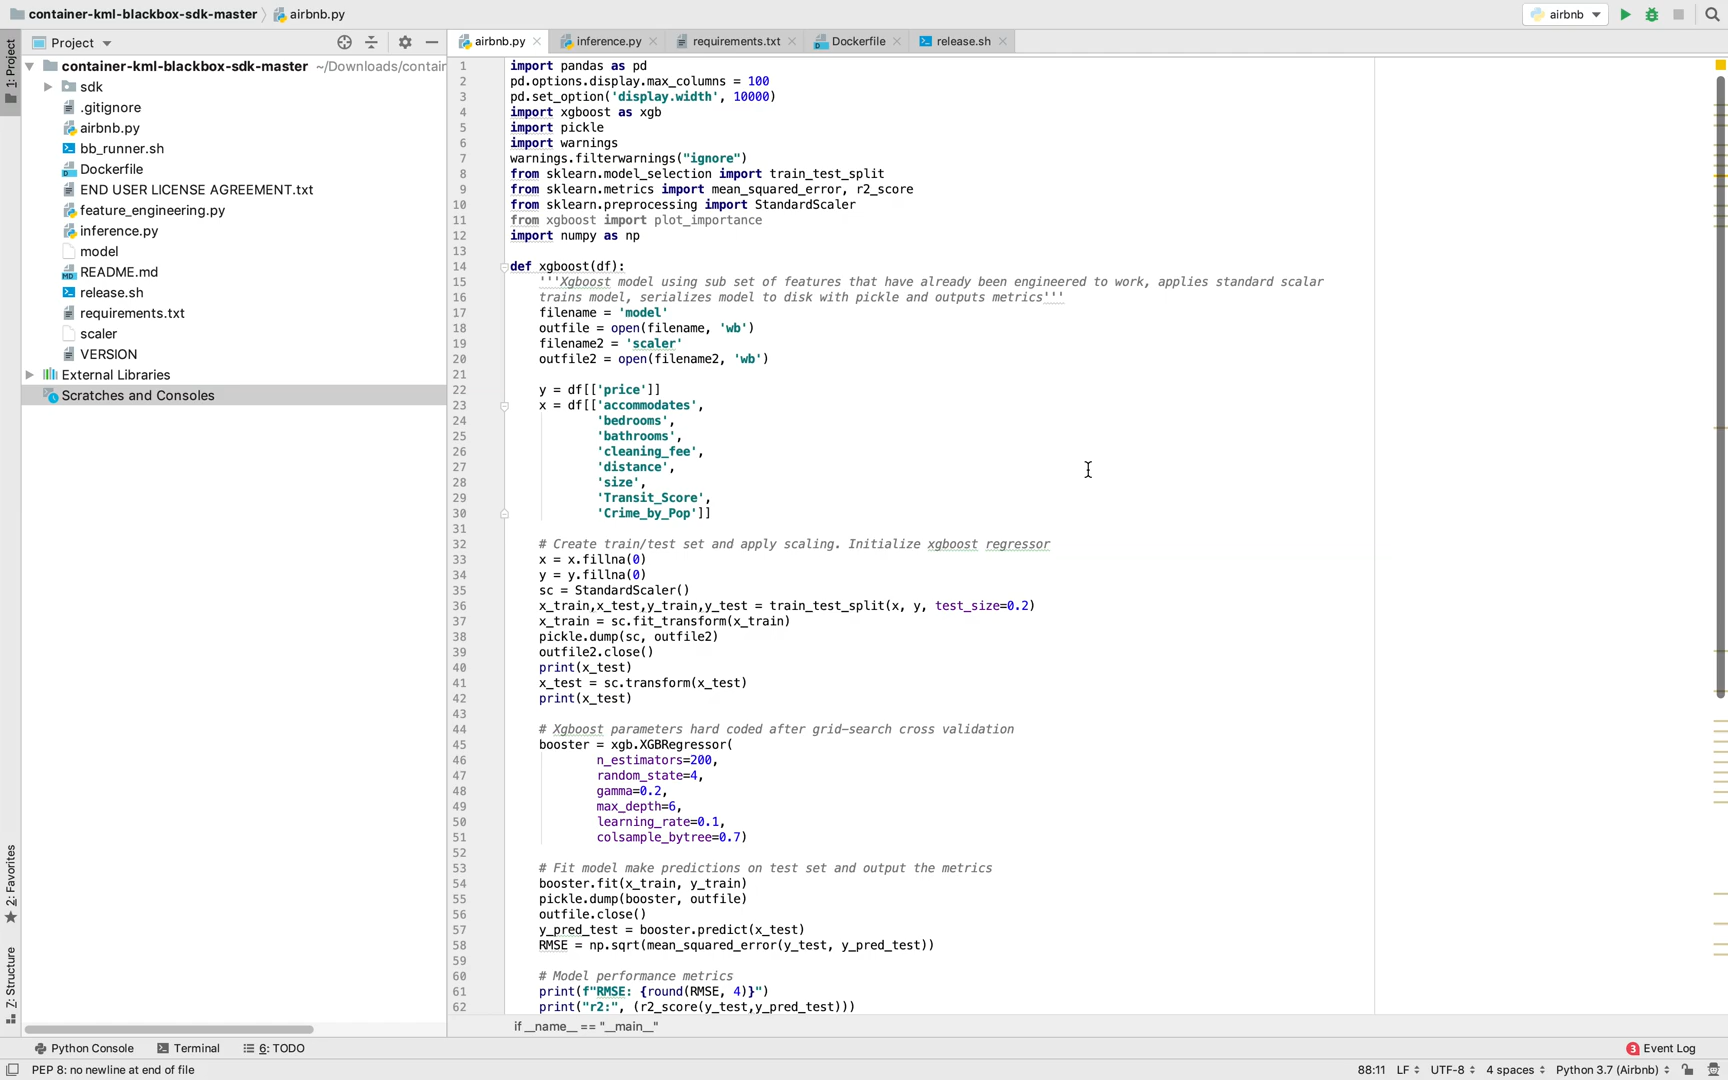 container-kml-blackbox-sdk-master airbnb.py
airbnb
1: Project
Project
airbnb.py inference.py requirements.txt Dockerfile release.sh
container-kml-blackbox-sdk-master ~/Downloads/contair
sdk
.gitignore
airbnb.py
bb_runner.sh
Dockerfile
END USER LICENSE AGREEMENT.txt
feature_engineering.py
inference.py
model
README.md
release.sh
requirements.txt
scaler
VERSION
External Libraries
Scratches and Consoles
2: Favorites
Z: Structure
1 import pandas as pd
2 pd.options.display.max_columns = 100
3 pd.set_option('display.width', 10000)
4 import xgboost as xgb
5 import pickle
6 import warnings
7 warnings.filterwarnings("ignore")
8 from sklearn.model_selection import train_test_split
9 from sklearn.metrics import mean_squared_error, r2_score
10 from sklearn.preprocessing import StandardScaler
11 from xgboost import plot_importance
12 import numpy as np
13
14 def xgboost(df):
15 '''Xgboost model using sub set of features that have already been engineered to work, applies standard scalar
16 trains model, serializes model to disk with pickle and outputs metrics'''
17 filename = 'model'
18 outfile = open(filename, 'wb')
19 filename2 = 'scaler'
20 outfile2 = open(filename2, 'wb')
21
22 y = df[['price']]
23 x = df[['accommodates',
24 'bedrooms',
25 'bathrooms',
26 'cleaning_fee',
27 'distance',
28 'size',
29 'Transit_Score',
30 'Crime_by_Pop']]
31
32 # Create train/test set and apply scaling. Initialize xgboost regressor
33 x = x.fillna(0)
34 y = y.fillna(0)
35 sc = StandardScaler()
36 x_train,x_test,y_train,y_test = train_test_split(x, y, test_size=0.2)
37 x_train = sc.fit_transform(x_train)
38 pickle.dump(sc, outfile2)
39 outfile2.close()
40 print(x_test)
41 x_test = sc.transform(x_test)
42 print(x_test)
43
44 # Xgboost parameters hard coded after grid-search cross validation
45 booster = xgb.XGBRegressor(
46 n_estimators=200,
47 random_state=4,
48 gamma=0.2,
49 max_depth=6,
50 learning_rate=0.1,
51 colsample_bytree=0.7)
52
53 # Fit model make predictions on test set and output the metrics
54 booster.fit(x_train, y_train)
55 pickle.dump(booster, outfile)
56 outfile.close()
57 y_pred_test = booster.predict(x_test)
58 RMSE = np.sqrt(mean_squared_error(y_test, y_pred_test))
59
60 # Model performance metrics
61 print(f"RMSE: {round(RMSE, 4)}")
62 print("r2:", (r2_score(y_test,y_pred_test)))
if __name__ == "__main__"
Python Console Terminal 6: TODO 3 Event Log
PEP 8: no newline at end of file 88:11 LF UTF-8 4 spaces Python 3.7 (Airbnb)